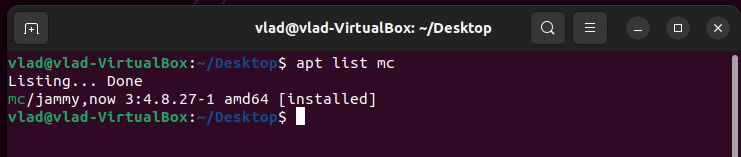 vlad@vlad-VirtualBox: ~/Desktop
vlad@vlad-VirtualBox:~/Desktop$ apt list mc
Listing... Done
mc/jammy,now 3:4.8.27-1 amd64 [installed]
vlad@vlad-VirtualBox:~/Desktop$